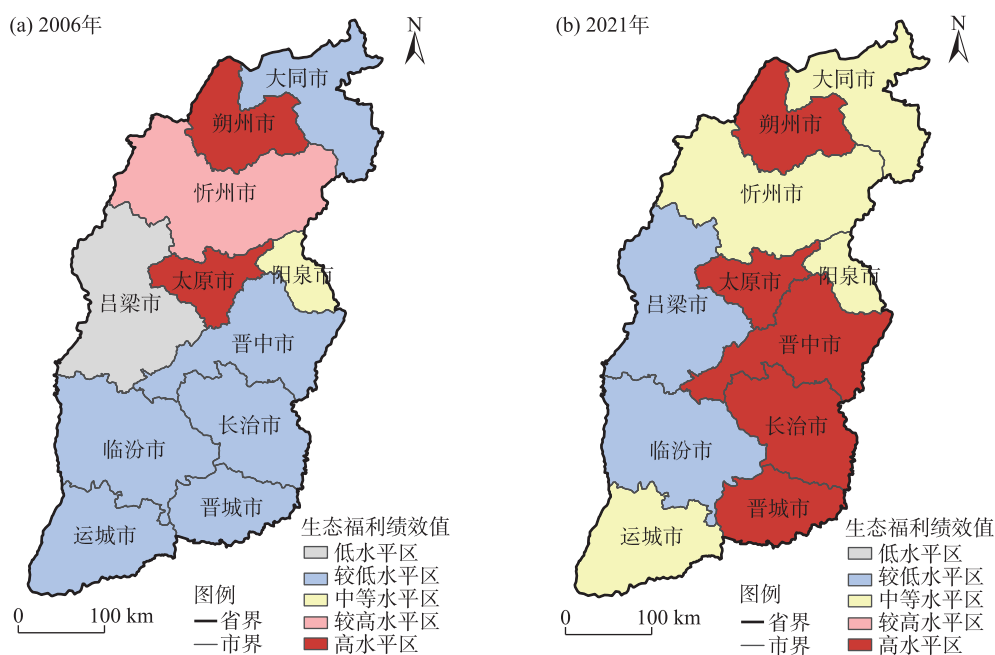 (a) 2006年
N
大同市
朔州市
忻州市
太原市
阳泉市
吕梁市
晋中市
长治市
临汾市
晋城市
运城市
生态福利绩效值
低水平区
较低水平区
中等水平区
较高水平区
高水平区
图例
省界
市界
0 100 km
(b) 2021年
N
大同市
朔州市
忻州市
太原市
阳泉市
吕梁市
晋中市
长治市
临汾市
晋城市
运城市
生态福利绩效值
低水平区
较低水平区
中等水平区
较高水平区
高水平区
图例
省界
市界
0 100 km